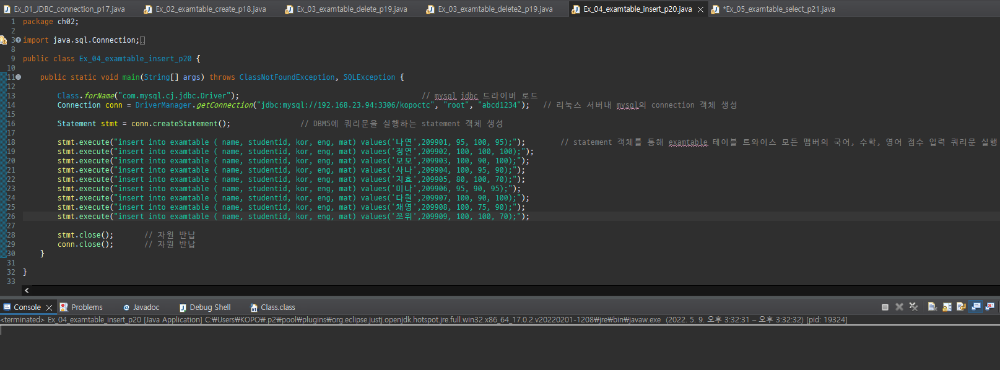 Ex_01_JDBC_connection_p17.java Ex_02_examtable_create_p18.java Ex_03_examtable_delete_p19.java Ex_03_examtable_delete2_p19.java Ex_04_examtable_insert_p20.java *Ex_05_examtable_select_p21.java
1 package ch02;
2
3 import java.sql.Connection;
8
9 public class Ex_04_examtable_insert_p20 {
10
11 public static void main(String[] args) throws ClassNotFoundException, SQLException {
12
13 Class.forName("com.mysql.cj.jdbc.Driver"); // mysql jdbc 드라이버 로드
14 Connection conn = DriverManager.getConnection("jdbc:mysql://192.168.23.94:3306/kopoctc", "root", "abcd1234"); // 리눅스 서버내 mysql의 connection 객체 생성
15
16 Statement stmt = conn.createStatement(); // DBMS에 쿼리문을 실행하는 statement 객체 생성
17
18 stmt.execute("insert into examtable ( name, studentid, kor, eng, mat) values('나연',209901, 95, 100, 95);"); // statement 객체를 통해 examtable 테이블 트와이스 모든 맴버의 국어, 수학, 영어 점수 입력 쿼리문 실행
19 stmt.execute("insert into examtable ( name, studentid, kor, eng, mat) values('정연',209902, 100, 100, 100);");
20 stmt.execute("insert into examtable ( name, studentid, kor, eng, mat) values('모모',209903, 100, 90, 100);");
21 stmt.execute("insert into examtable ( name, studentid, kor, eng, mat) values('사나',209904, 100, 95, 90);");
22 stmt.execute("insert into examtable ( name, studentid, kor, eng, mat) values('지효',209905, 80, 100, 70);");
23 stmt.execute("insert into examtable ( name, studentid, kor, eng, mat) values('미나',209906, 95, 90, 95);");
24 stmt.execute("insert into examtable ( name, studentid, kor, eng, mat) values('다현',209907, 100, 90, 100);");
25 stmt.execute("insert into examtable ( name, studentid, kor, eng, mat) values('채영',209908, 100, 75, 90);");
26 stmt.execute("insert into examtable ( name, studentid, kor, eng, mat) values('쯔위',209909, 100, 100, 70);");
27
28 stmt.close(); // 자원 반납
29 conn.close(); // 자원 반납
30 }
31
32 }
33
Console Problems Javadoc Debug Shell Class.class
<terminated> Ex_04_examtable_insert_p20 [Java Application] C:₩Users₩KOPO₩.p2₩pool₩plugins₩org.eclipse.justj.openjdk.hotspot.jre.full.win32.x86_64_17.0.2.v20220201-1208₩jre₩bin₩javaw.exe (2022. 5. 9. 오후 3:32:31 – 오후 3:32:32) [pid: 19324]